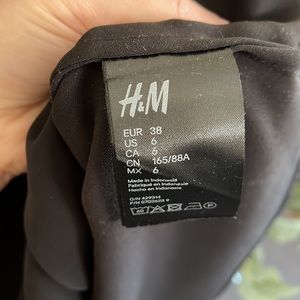 H&M
EUR 38
US 6
CA 6
CN 165/88A
MX 6
Made in Indonesia
Fabriqué en Indonésie
Hecho en Indonesia